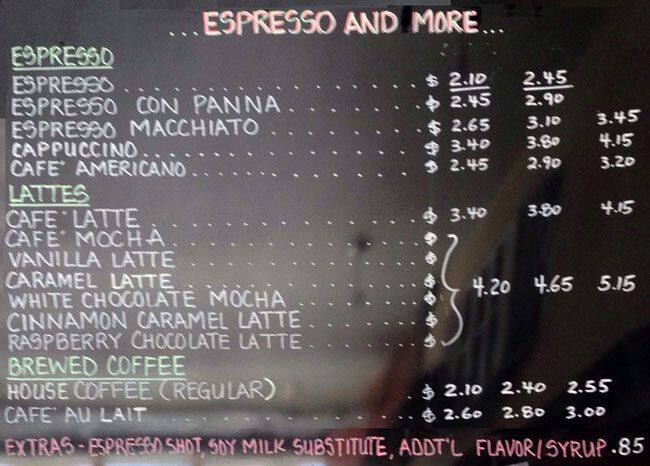 ...ESPRESSO AND MORE...
ESPRESSO
ESPRESSO $ 2.10 2.45
ESPRESSO CON PANNA $ 2.45 2.90
ESPRESSO MACCHIATO $ 2.65 3.10 3.45
CAPPUCCINO $ 3.40 3.80 4.15
CAFE' AMERICANO $ 2.45 2.90 3.20
LATTES
CAFE' LATTE $ 3.40 3.80 4.15
CAFE' MOCHA $
VANILLA LATTE $
CARAMEL LATTE $ 4.20 4.65 5.15
WHITE CHOCOLATE MOCHA $
CINNAMON CARAMEL LATTE $
RASPBERRY CHOCOLATE LATTE $
BREWED COFFEE
HOUSE COFFEE (REGULAR) $ 2.10 2.40 2.55
CAFE' AU LAIT $ 2.60 2.80 3.00
EXTRAS - ESPRESSO SHOT, SOY MILK SUBSTITUTE, ADDT'L FLAVOR/SYRUP .85